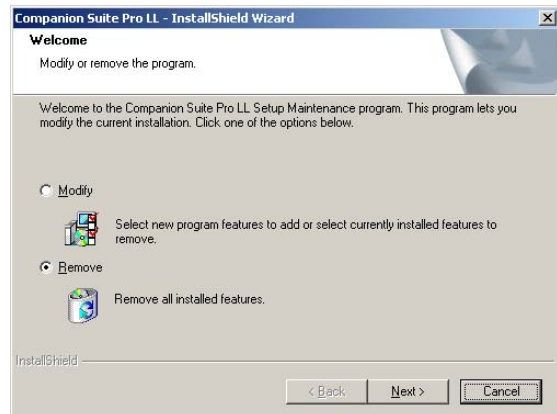 Companion Suite Pro LL - InstallShield Wizard
Welcome
Modify or remove the program.
Welcome to the Companion Suite Pro LL Setup Maintenance program. This program lets you
modify the current installation. Click one of the options below.
Modify
Select new program features to add or select currently installed features to
remove.
Remove
Remove all installed features.
InstallShield
< Back Next > Cancel